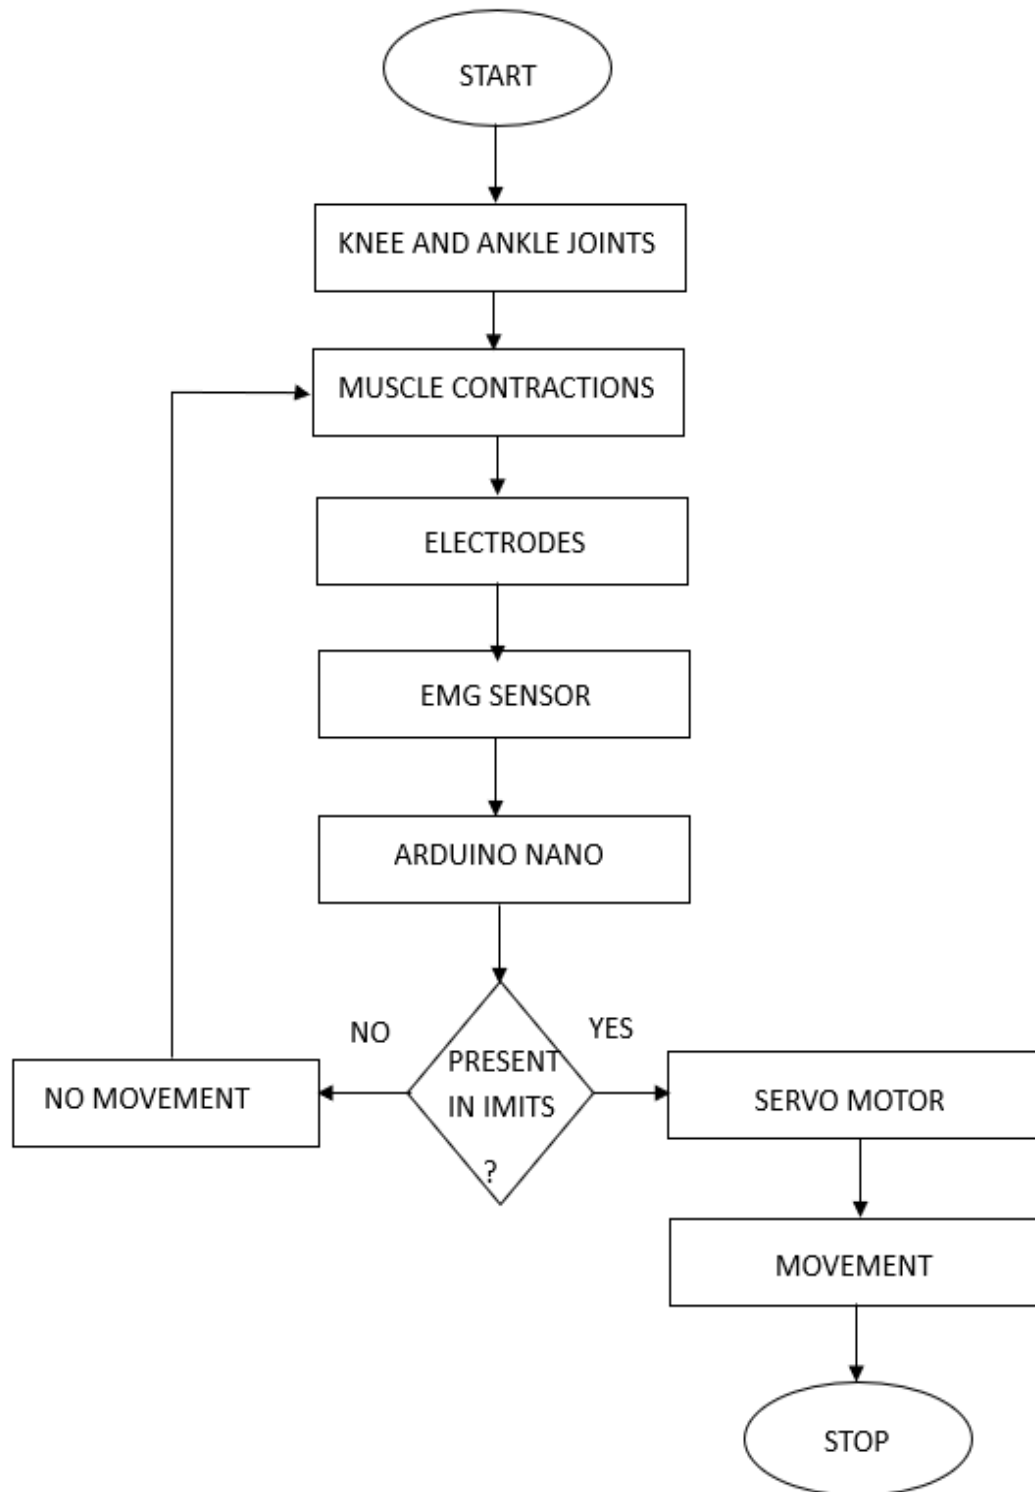 START
KNEE AND ANKLE JOINTS
MUSCLE CONTRACTIONS
ELECTRODES
EMG SENSOR
ARDUINO NANO
NO
YES
PRESENT
IN IMITS
?
NO MOVEMENT
SERVO MOTOR
MOVEMENT
STOP